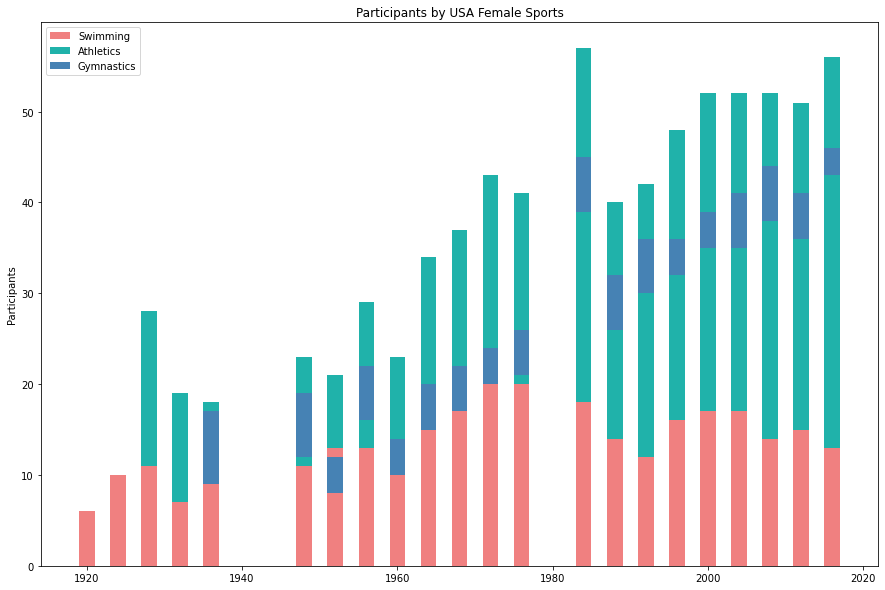 Participants by USA Female Sports
Swimming
Athletics
Gymnastics
Participants
50
40
30
20
10
0
1920 1940 1960 1980 2000 2020